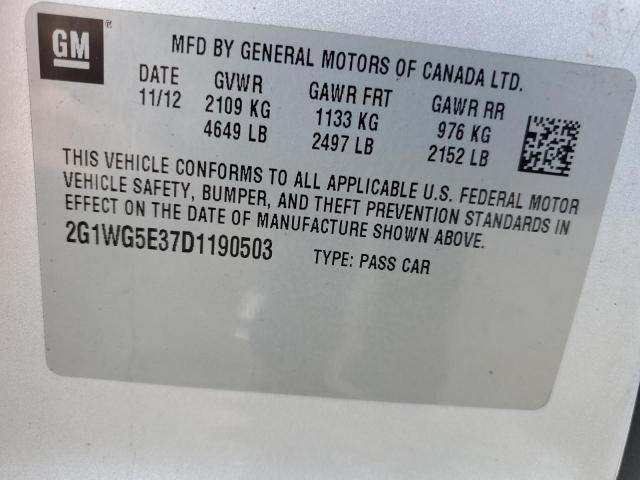 GM®
MFD BY GENERAL MOTORS OF CANADA LTD.
DATE GVWR GAWR FRT GAWR RR
11/12 2109 KG 1133 KG 976 KG
4649 LB 2497 LB 2152 LB
THIS VEHICLE CONFORMS TO ALL APPLICABLE U.S. FEDERAL MOTOR
VEHICLE SAFETY, BUMPER, AND THEFT PREVENTION STANDARDS IN
EFFECT ON THE DATE OF MANUFACTURE SHOWN ABOVE.
2G1WG5E37D1190503 TYPE: PASS CAR